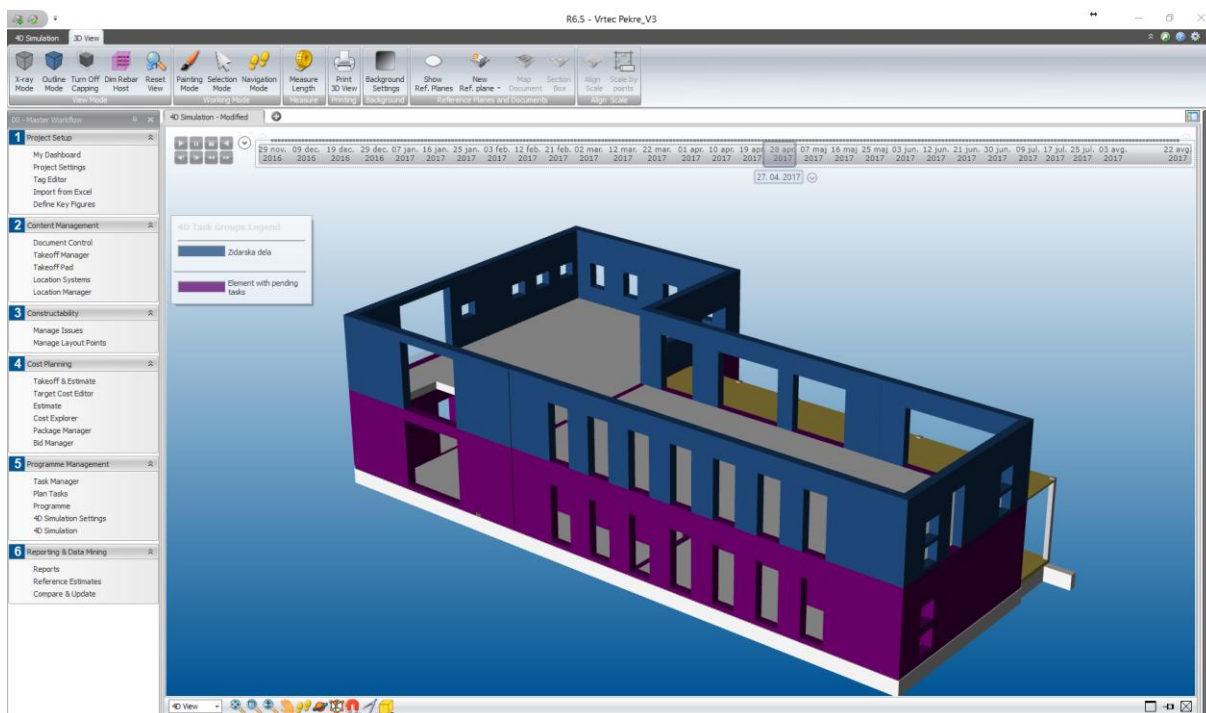 R6.5 - Vrtec Pekre_V3
4D Simulation 3D View
X-ray Mode
Outline Mode
Turn Off Capping
Dim Rebar Host
Reset View
View Mode
Painting Mode
Selection Mode
Navigation Mode
Working Mode
Measure Length
Measure
Print 3D View
Printing
Background Settings
Background
Show Ref. Planes
New Ref. plane
Map Document
Section Box
Reference Planes and Documents
Align Scale
Scale by points
Align Scale
00 - Master Workflow
4D Simulation - Modified
1 Project Setup
My Dashboard
Project Settings
Tag Editor
Import from Excel
Define Key Figures
2 Content Management
Document Control
Takeoff Manager
Takeoff Pad
Location Systems
Location Manager
3 Constructability
Manage Issues
Manage Layout Points
4 Cost Planning
Takeoff & Estimate
Target Cost Editor
Estimate
Cost Explorer
Package Manager
Bid Manager
5 Programme Management
Task Manager
Plan Tasks
Programme
4D Simulation Settings
4D Simulation
6 Reporting & Data Mining
Reports
Reference Estimates
Compare & Update
29 nov. 09 dec. 19 dec. 29 dec. 07 jan. 16 jan. 25 jan. 03 feb. 12 feb. 21 feb. 02 mar. 12 mar. 22 mar. 01 apr. 10 apr. 19 apr. 28 apr. 07 maj 16 maj 25 maj 03 jun. 12 jun. 21 jun. 30 jun. 09 jul. 17 jul. 25 jul. 03 avg. 22 avg.
2016 2016 2016 2016 2017 2017 2017 2017 2017 2017 2017 2017 2017 2017 2017 2017 2017 2017 2017 2017 2017 2017 2017 2017 2017 2017 2017 2017 2017
27. 04. 2017
4D Task Groups Legend
Zidarska dela
Element with pending
tasks
4D View